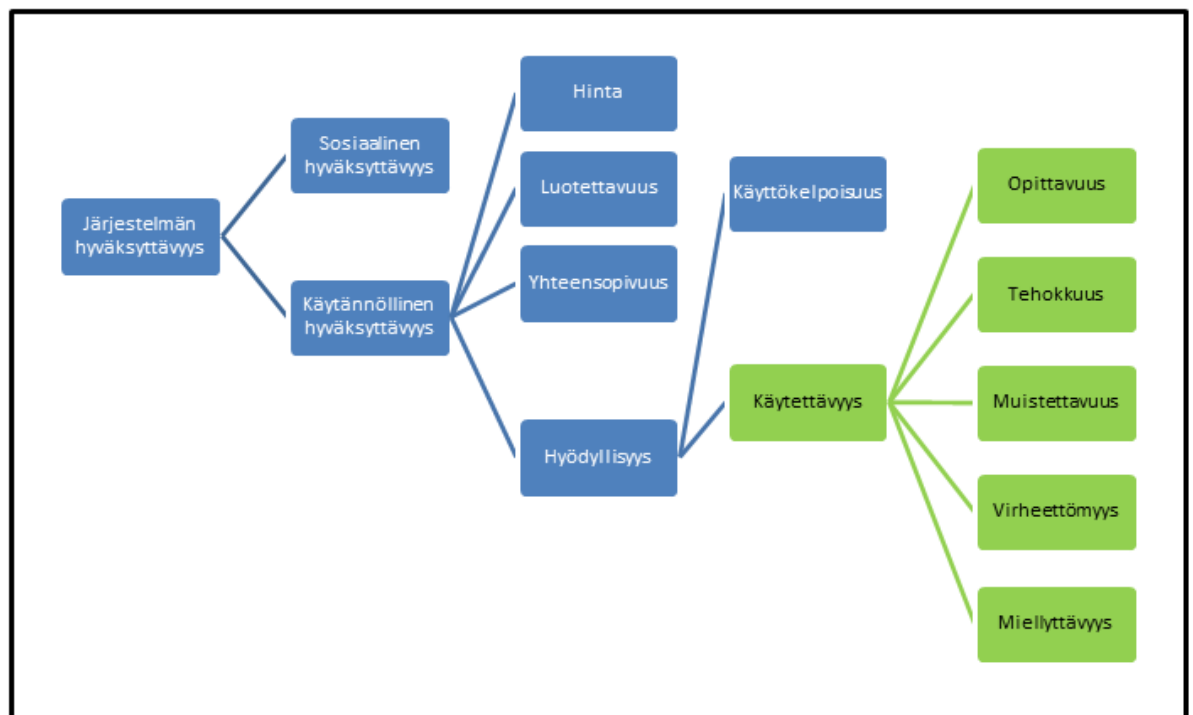 Järjestelmän
hyväksyttävyys
Sosiaalinen
hyväksyttävyys
Käytännöllinen
hyväksyttävyys
Hinta
Luotettavuus
Yhteensopivuus
Hyödyllisyys
Käyttökelpoisuus
Käytettävyys
Opittavuus
Tehokkuus
Muistettavuus
Virheettömyys
Miellyttävyys